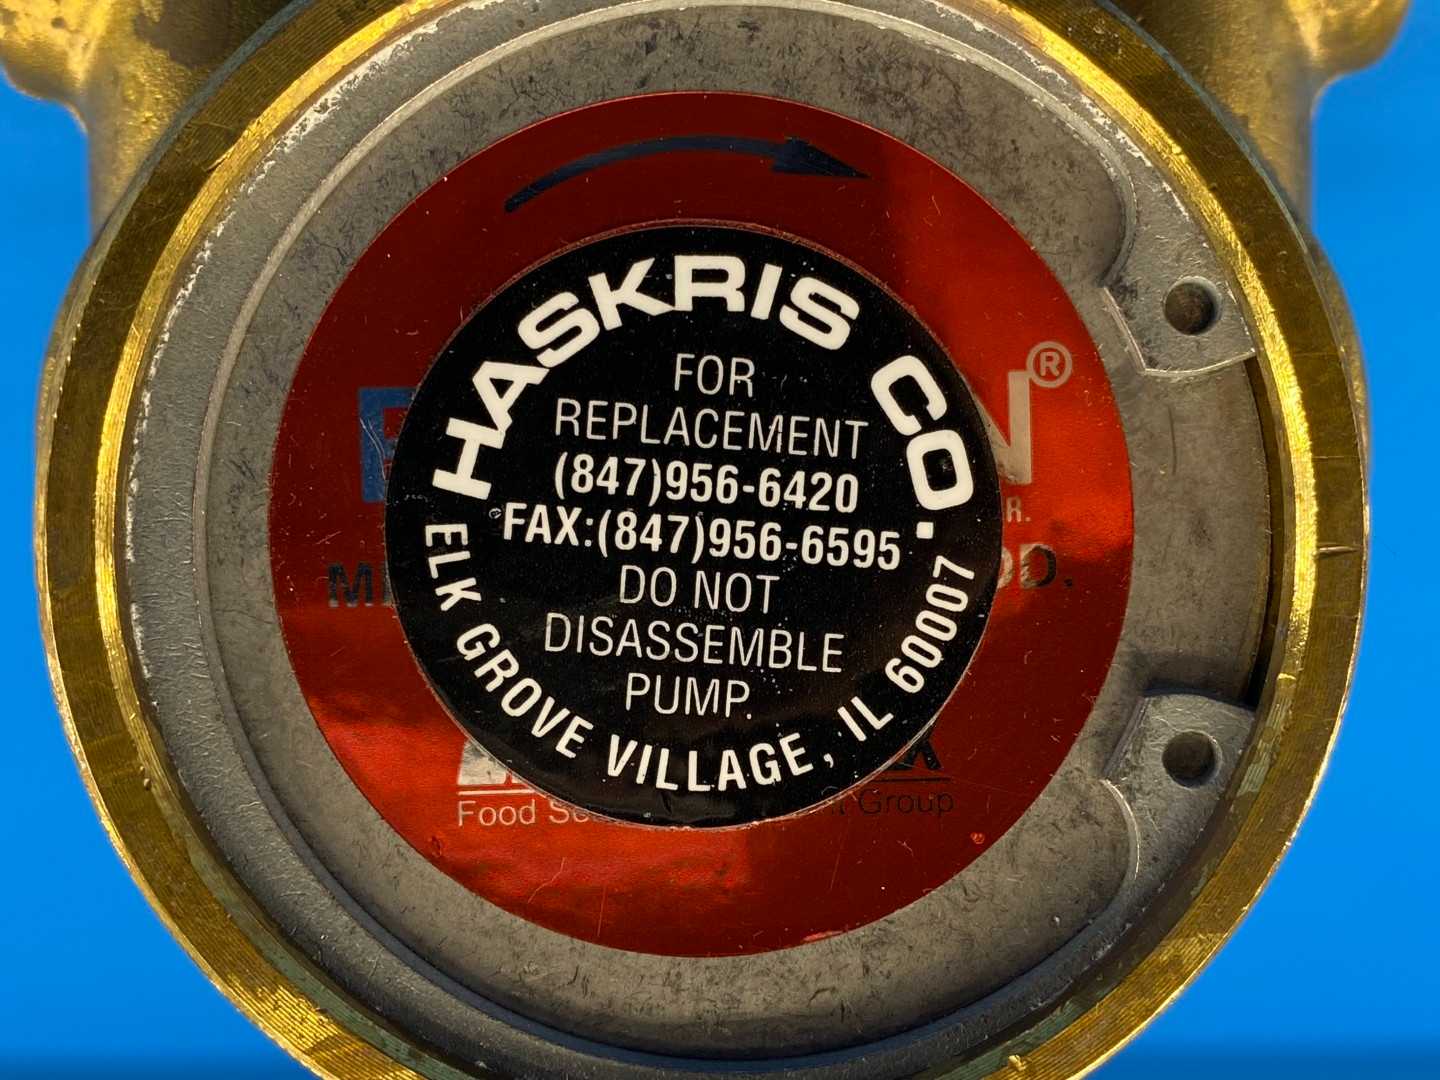 HASKRIS CO.
FOR
REPLACEMENT
(847)956-6420
FAX:(847)956-6595
DO NOT
DISASSEMBLE
PUMP.
ELK GROVE VILLAGE, IL 60007
N®
R.
Food
Group